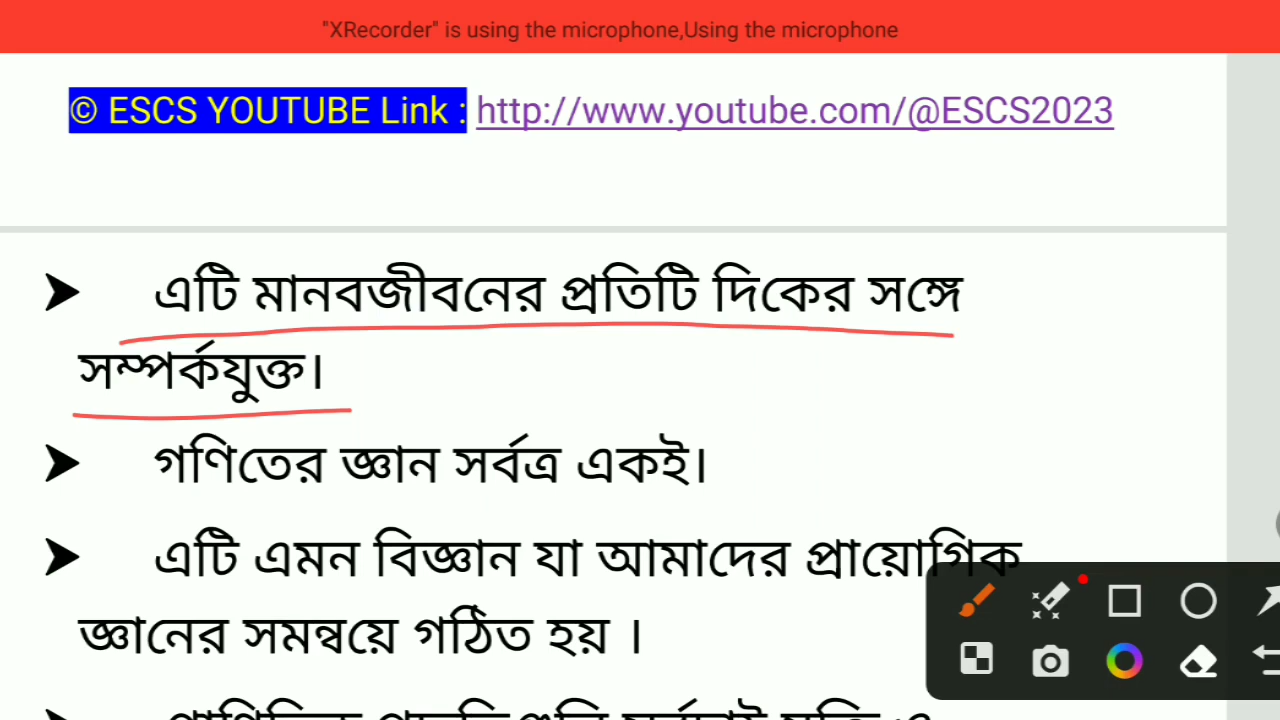 "XRecorder" is using the microphone,Using the microphone
© ESCS YOUTUBE Link : http://www.youtube.com/@ESCS2023
➤ এটি মানবজীবনের প্রতিটি দিকের সঙ্গে
সম্পর্কযুক্ত।
➤ গণিতের জ্ঞান সর্বত্র একই।
➤ এটি এমন বিজ্ঞান যা আমাদের প্রায়োগিক
জ্ঞানের সমন্বয়ে গঠিত হয় ।